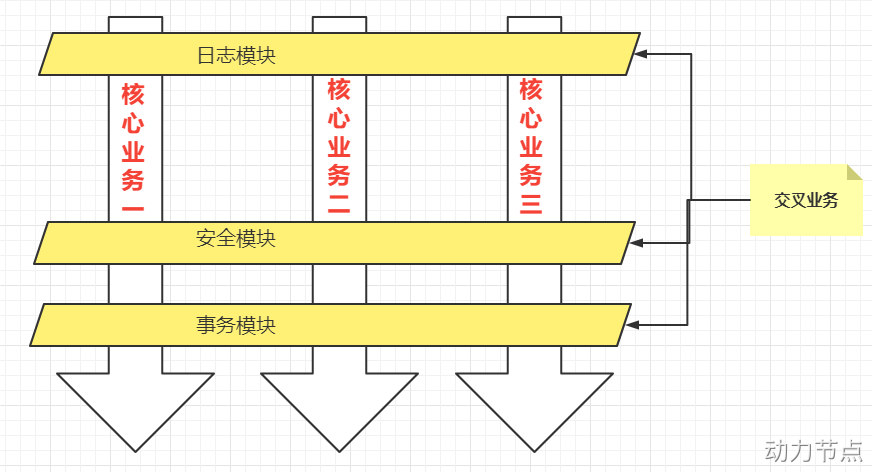 日志模块
核心业务一
核心业务二
核心业务三
交叉业务
安全模块
事务模块
动力节点